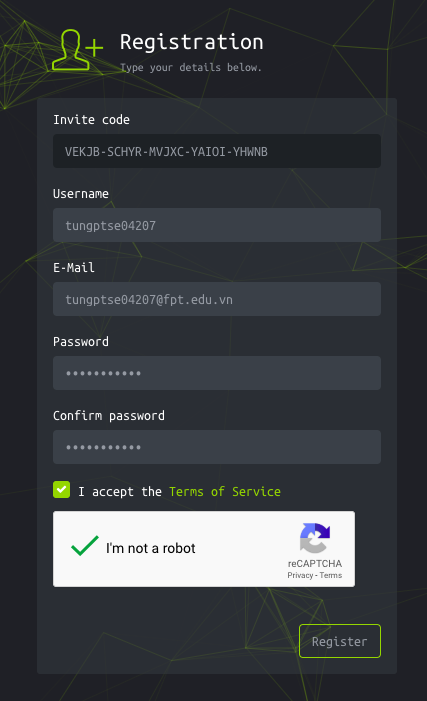 Registration
Type your details below.
Invite code
VEKJB-SCHYR-MVJXC-YAIOI-YHWNB
Username
tungptse04207
E-Mail
tungptse04207@fpt.edu.vn
Password
•••••••••••
Confirm password
•••••••••••
I accept the Terms of Service
I'm not a robot
reCAPTCHA
Privacy - Terms
Register